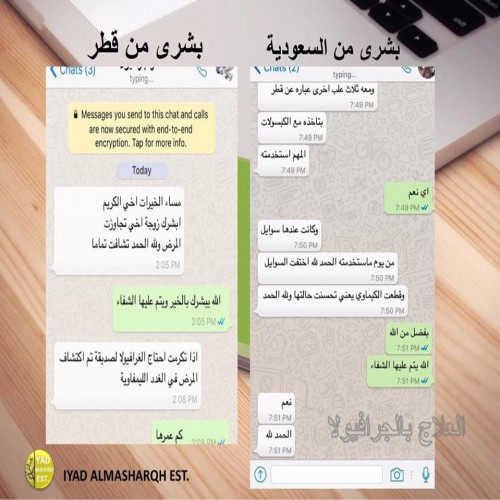 بشرى من قطر
Chats (3)
typing...
Messages you send to this chat and calls
are now secured with end-to-end
encryption. Tap for more info.
Today
مساء الخيرات اخي الكريم
ابشرك زوجة اخي تجاوزت
المرض ولله الحمد تشافت تماما
2:05 PM
الله يبشرك بالخير ويتم عليها الشفاء
2:05 PM
اذا تكرمت احتاج الغرافيولا لصديقة تم اكتشاف
المرض في الغدد الليمفاوية
2:08 PM
كم عمرها
2:08 PM
بشرى من السعودية
Chats (2)
typing...
ومعه ثلاث علب اخرى عباره عن قطر
7:49 PM
بتاخذه مع الكبسولات
7:49 PM
المهم استخدمته
7:49 PM
اي نعم
7:49 PM
وكانت عندها سوايل
7:50 PM
من يوم ماستخدمته الحمد لله اختفت السوايل
7:50 PM
وقطعت الكيماوي يعني تحسنت حالتها ولله الحمد
7:50 PM
بفضل من الله
7:51 PM
الله يتم عليها الشفاء
7:51 PM
نعم
7:51 PM
الحمد لله
7:51 PM
العلاج بالجرافيولا
IYAD
ALMASHARQH
EST.
IYAD ALMASHARQH EST.